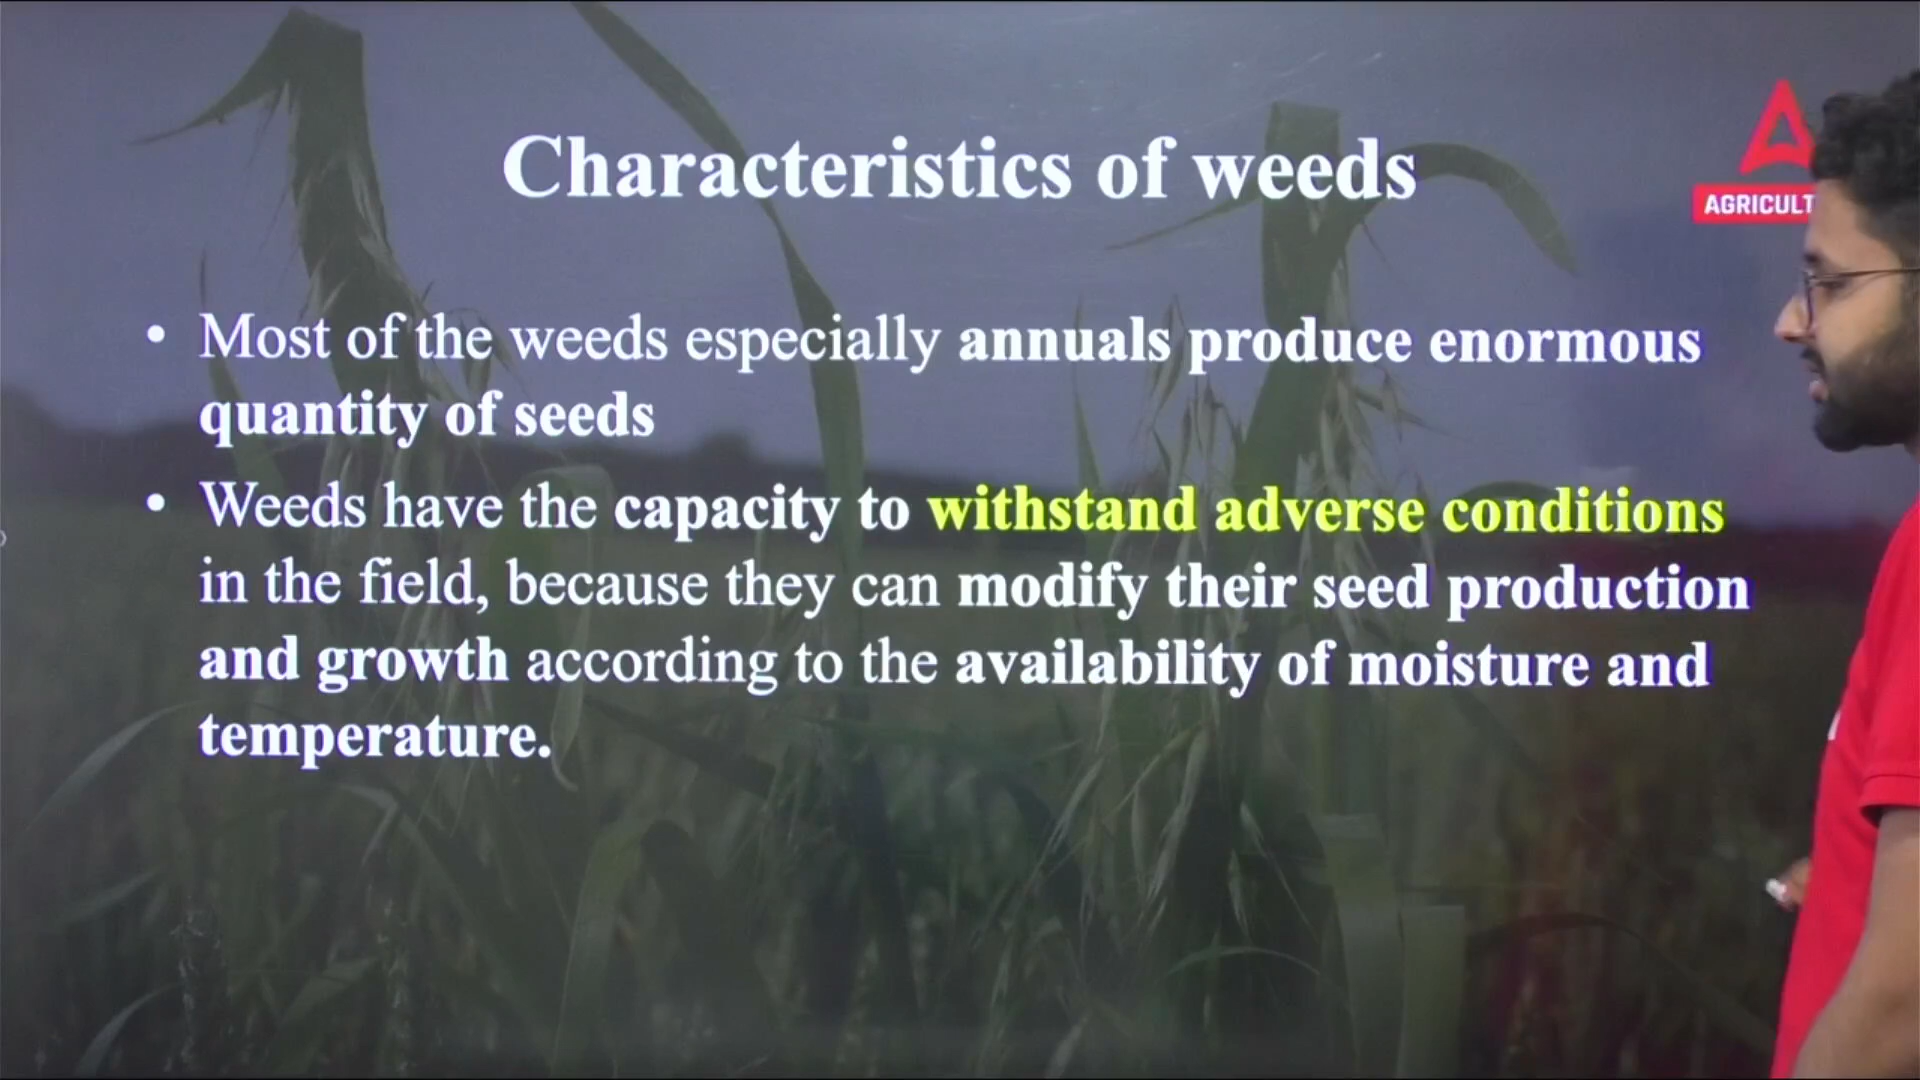 Characteristics of weeds
AGRICULT
• Most of the weeds especially annuals produce enormous
quantity of seeds
• Weeds have the capacity to withstand adverse conditions
in the field, because they can modify their seed production
and growth according to the availability of moisture and
temperature.